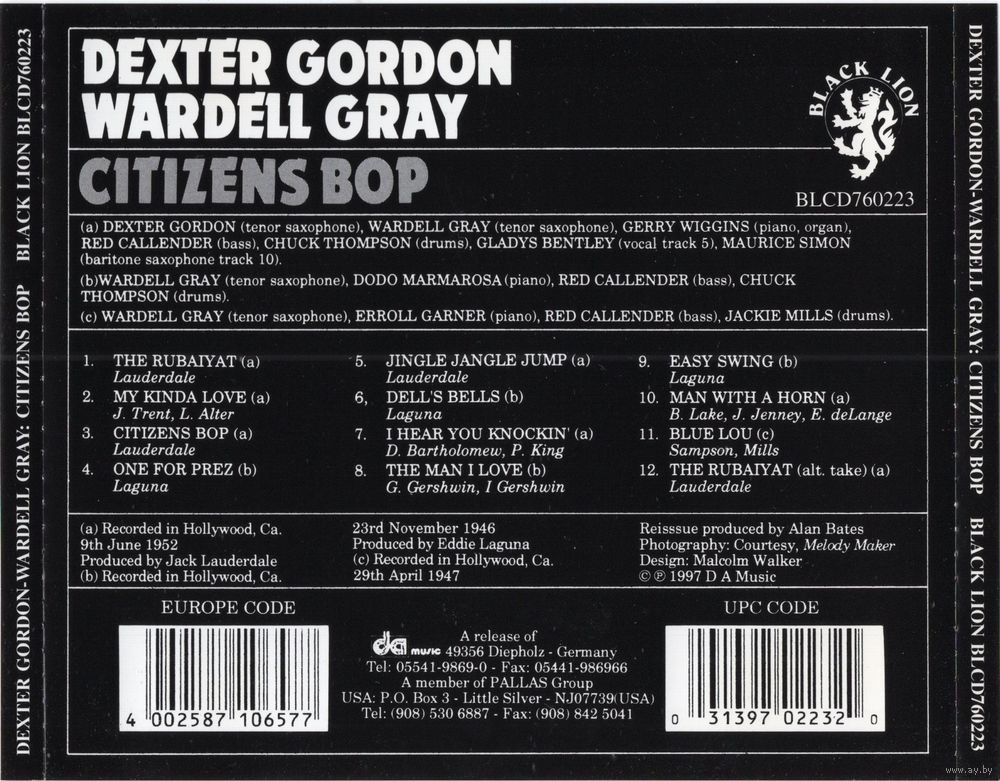 DEXTER GORDON-WARDELL GRAY: CITIZENS BOP BLACK LION BLCD760223
DEXTER GORDON
WARDELL GRAY
BLACK LION
CITIZENS BOP
BLCD760223
(a) DEXTER GORDON (tenor saxophone), WARDELL GRAY (tenor saxophone), GERRY WIGGINS (piano, organ),
RED CALLENDER (bass), CHUCK THOMPSON (drums), GLADYS BENTLEY (vocal track 5), MAURICE SIMON
(baritone saxophone track 10).
(b)WARDELL GRAY (tenor saxophone), DODO MARMAROSA (piano), RED CALLENDER (bass), CHUCK
THOMPSON (drums).
(c) WARDELL GRAY (tenor saxophone), ERROLL GARNER (piano), RED CALLENDER (bass), JACKIE MILLS (drums).
1. THE RUBAIYAT (a)
Lauderdale
2. MY KINDA LOVE (a)
J. Trent, L. Alter
3. CITIZENS BOP (a)
Lauderdale
4. ONE FOR PREZ (b)
Laguna
5. JINGLE JANGLE JUMP (a)
Lauderdale
6, DELL'S BELLS (b)
Laguna
7. I HEAR YOU KNOCKIN' (a)
D. Bartholomew, P. King
8. THE MAN I LOVE (b)
G. Gershwin, I Gershwin
9. EASY SWING (b)
Laguna
10. MAN WITH A HORN (a)
B. Lake, J. Jenney, E. deLange
11. BLUE LOU (c)
Sampson, Mills
12. THE RUBAIYAT (alt. take) (a)
Lauderdale
(a) Recorded in Hollywood, Ca.
9th June 1952
Produced by Jack Lauderdale
(b) Recorded in Hollywood, Ca.
23rd November 1946
Produced by Eddie Laguna
(c) Recorded in Hollywood, Ca.
29th April 1947
Reisssue produced by Alan Bates
Photography: Courtesy, Melody Maker
Design: Malcolm Walker
© ℗ 1997 D A Music
EUROPE CODE
4 002587 106577
A release of
da music 49356 Diepholz - Germany
Tel: 05541-9869-0 - Fax: 05441-986966
A member of PALLAS Group
USA: P.O. Box 3 - Little Silver - NJ07739(USA)
Tel: (908) 530 6887 - Fax: (908) 842 5041
UPC CODE
0 31397 02232 0
DEXTER GORDON-WARDELL GRAY: CITIZENS BOP BLACK LION BLCD760223
www.ay.by